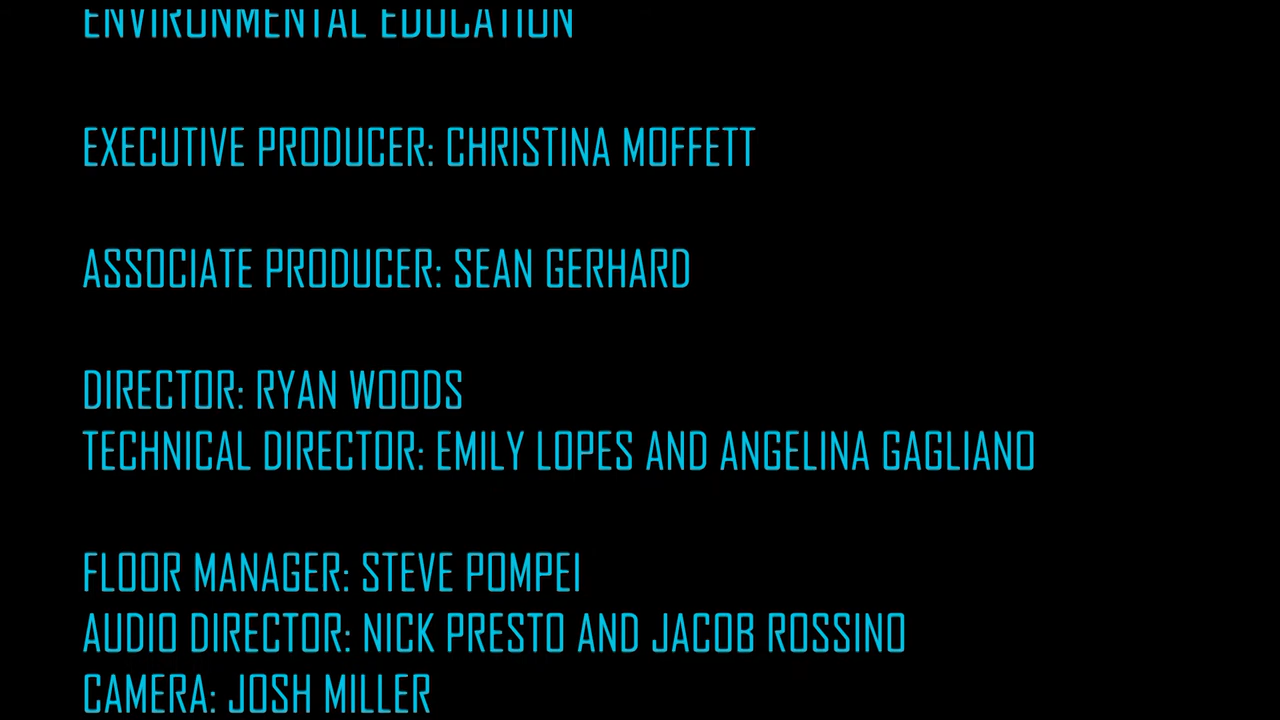 ENVIRONMENTAL EDUCATION
EXECUTIVE PRODUCER: CHRISTINA MOFFETT
ASSOCIATE PRODUCER: SEAN GERHARD
DIRECTOR: RYAN WOODS
TECHNICAL DIRECTOR: EMILY LOPES AND ANGELINA GAGLIANO
FLOOR MANAGER: STEVE POMPEI
AUDIO DIRECTOR: NICK PRESTO AND JACOB ROSSINO
CAMERA: JOSH MILLER